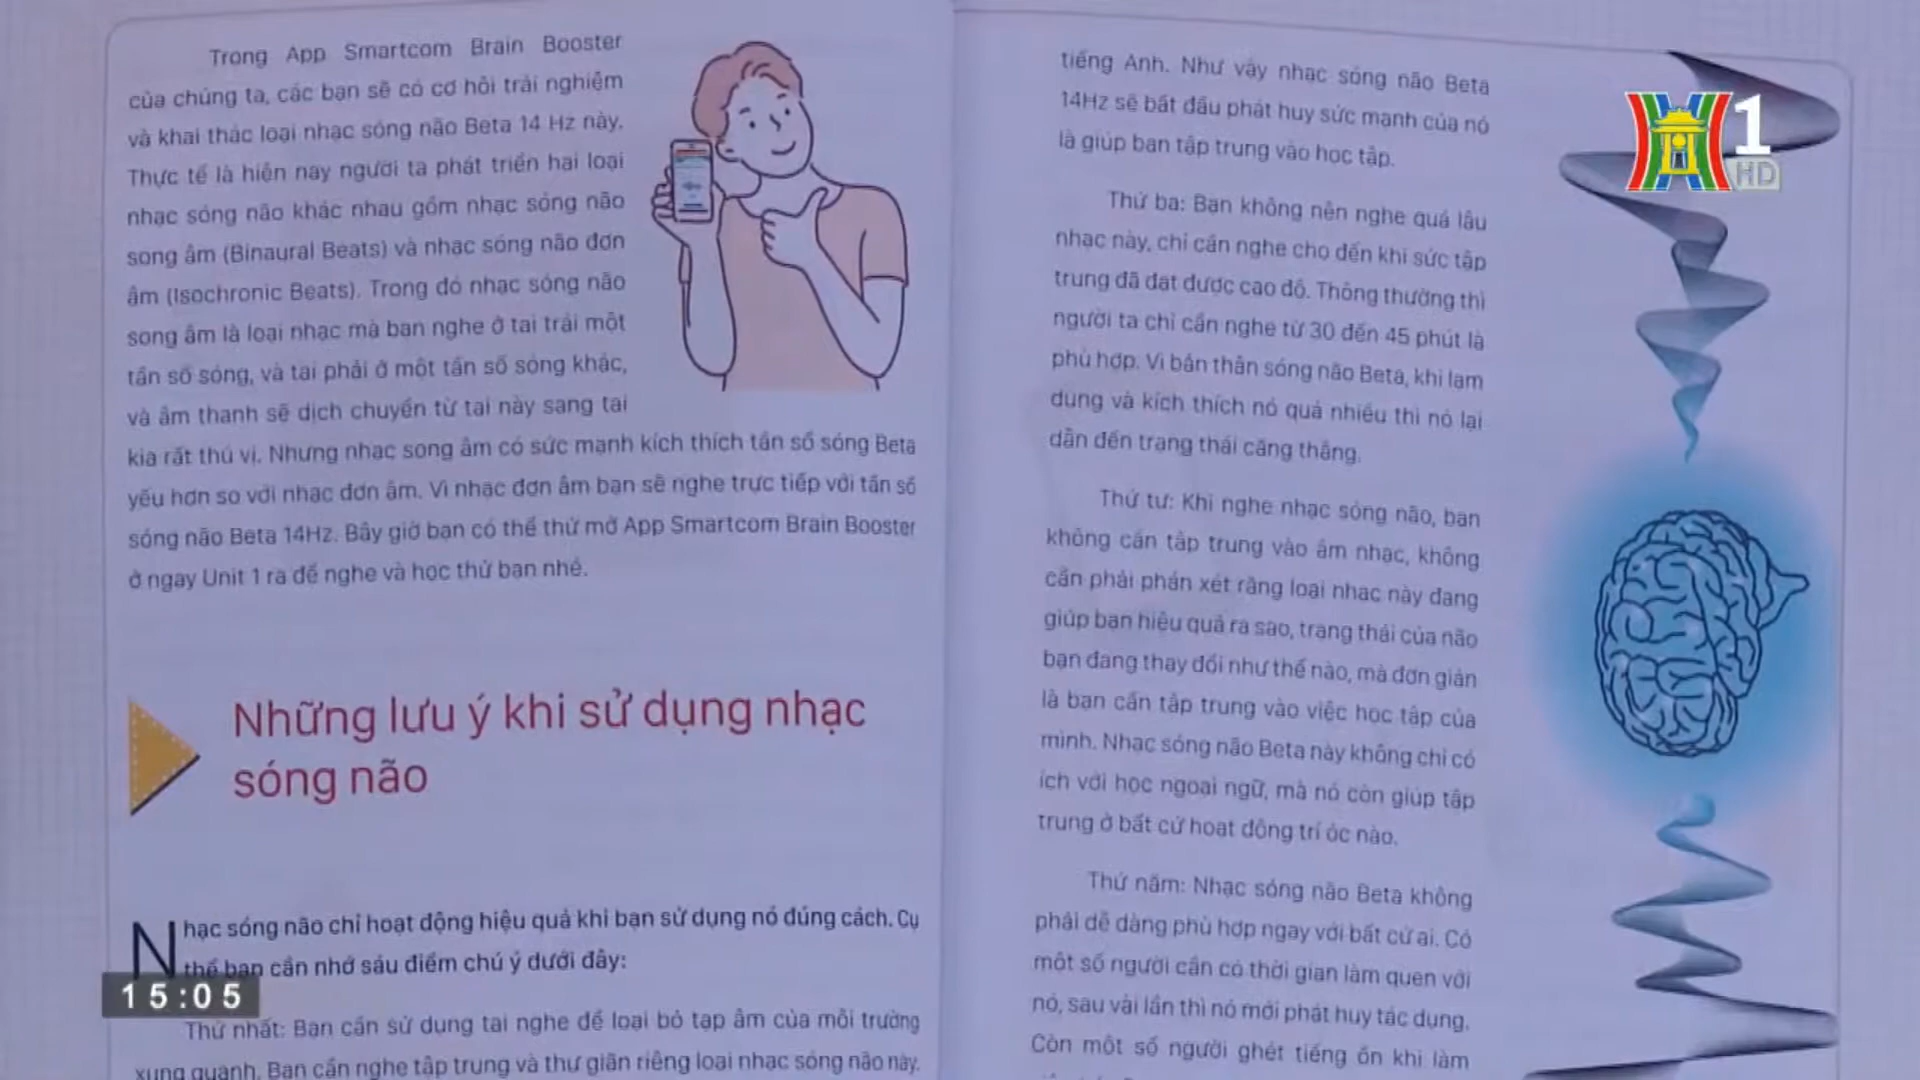 Trong App Smartcom Brain Booster
của chúng ta, các bạn sẽ có cơ hội trải nghiệm
và khai thác loại nhạc sóng não Beta 14 Hz này.
Thực tế là hiện nay người ta phát triển hai loại
nhạc sóng não khác nhau gồm nhạc sóng não
song âm (Binaural Beats) và nhạc sóng não đơn
âm (Isochronic Beats). Trong đó nhạc sóng não
song âm là loại nhạc mà bạn nghe ở tai trái một
tần số sóng, và tai phải ở một tần số sóng khác,
và âm thanh sẽ dịch chuyển từ tai này sang tai
kia rất thú vị. Nhưng nhạc song âm có sức mạnh kích thích tần số sóng Beta
yếu hơn so với nhạc đơn âm. Vì nhạc đơn âm bạn sẽ nghe trực tiếp với tần số
sóng não Beta 14Hz. Bây giờ bạn có thể thử mở App Smartcom Brain Booster
ở ngay Unit 1 ra để nghe và học thử bạn nhé.
Những lưu ý khi sử dụng nhạc
sóng não
Nhạc sóng não chỉ hoạt động hiệu quả khi bạn sử dụng nó đúng cách. Cụ
thể bạn cần nhớ sáu điểm chú ý dưới đây:
Thứ nhất: Bạn cần sử dụng tai nghe để loại bỏ tạp âm của môi trường
xung quanh. Bạn cần nghe tập trung và thư giãn riêng loại nhạc sóng não này.
tiếng Anh. Như vậy nhạc sóng não Beta
14Hz sẽ bắt đầu phát huy sức mạnh của nó
là giúp bạn tập trung vào học tập.
Thứ ba: Bạn không nên nghe quá lâu
nhạc này, chỉ cần nghe cho đến khi sức tập
trung đã đạt được cao độ. Thông thường thì
người ta chỉ cần nghe từ 30 đến 45 phút là
phù hợp. Vì bản thân sóng não Beta, khi lạm
dụng và kích thích nó quá nhiều thì nó lại
dẫn đến trạng thái căng thẳng.
Thứ tư: Khi nghe nhạc sóng não, bạn
không cần tập trung vào âm nhạc, không
cần phải phán xét rằng loại nhạc này đang
giúp bạn hiệu quả ra sao, trạng thái của não
bạn đang thay đổi như thế nào, mà đơn giản
là bạn cần tập trung vào việc học tập của
mình. Nhạc sóng não Beta này không chỉ có
ích với học ngoại ngữ, mà nó còn giúp tập
trung ở bất cứ hoạt động trí óc nào.
Thứ năm: Nhạc sóng não Beta không
phải dễ dàng phù hợp ngay với bất cứ ai. Có
một số người cần có thời gian làm quen với
nó, sau vài lần thì nó mới phát huy tác dụng.
Còn một số người ghét tiếng ồn khi làm
1
HD
15:05